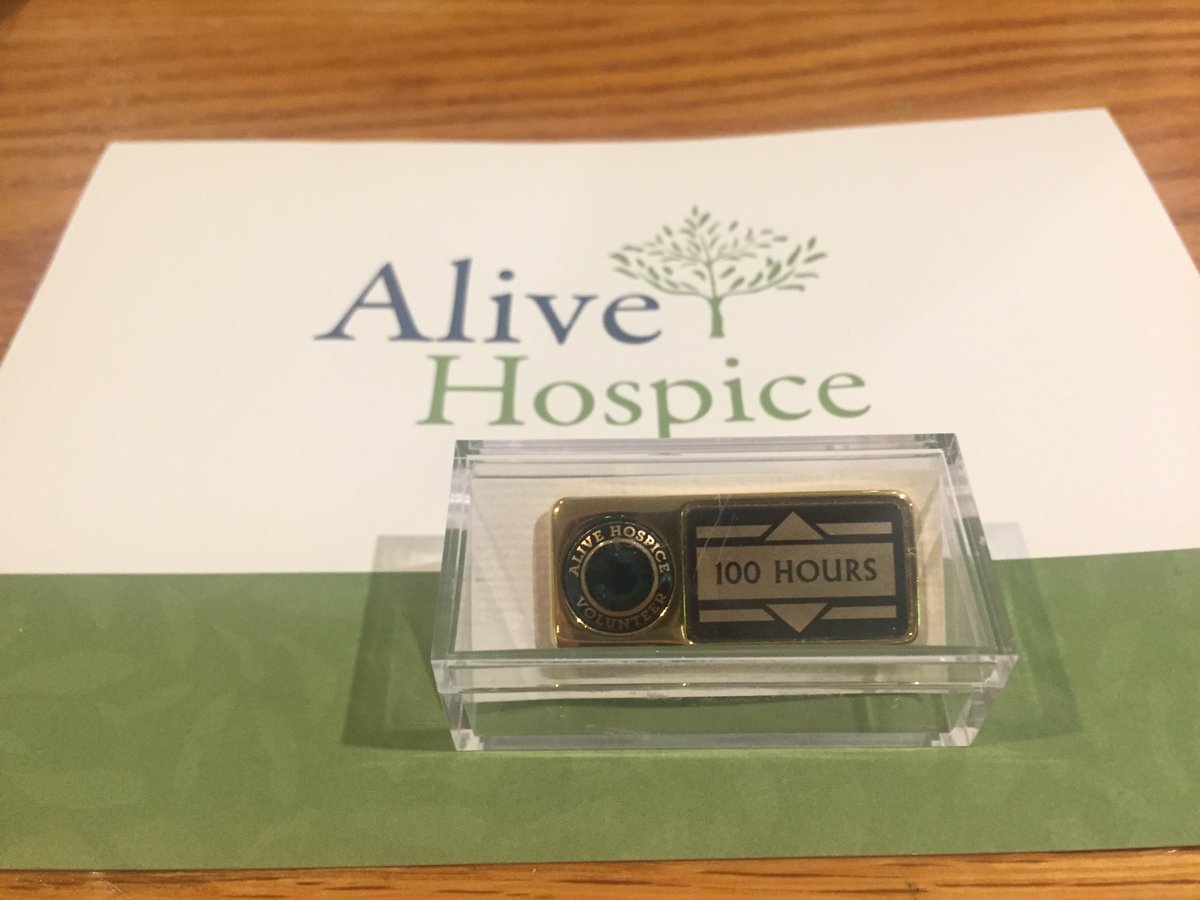 Alive
Hospice
ALIVE HOSPICE
VOLUNTEER
100 HOURS